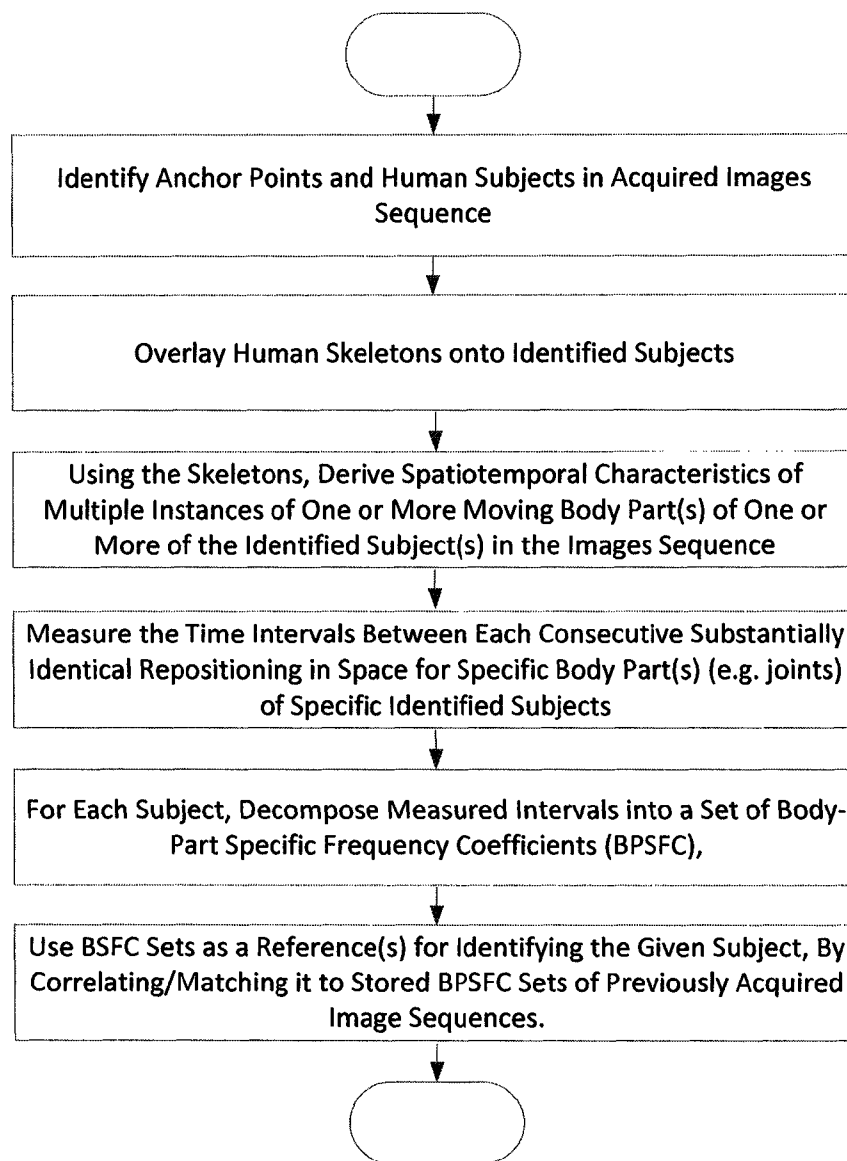 Identify Anchor Points and Human Subjects in Acquired Images
Sequence
Overlay Human Skeletons onto Identified Subjects
Using the Skeletons, Derive Spatiotemporal Characteristics of
Multiple Instances of One or More Moving Body Part(s) of One or
More of the Identified Subject(s) in the Images Sequence
Measure the Time Intervals Between Each Consecutive Substantially
Identical Repositioning in Space for Specific Body Part(s) (e.g. joints)
of Specific Identified Subjects
For Each Subject, Decompose Measured Intervals into a Set of Body-
Part Specific Frequency Coefficients (BPSFC),
Use BSFC Sets as a Reference(s) for Identifying the Given Subject, By
Correlating/Matching it to Stored BPSFC Sets of Previously Acquired
Image Sequences.